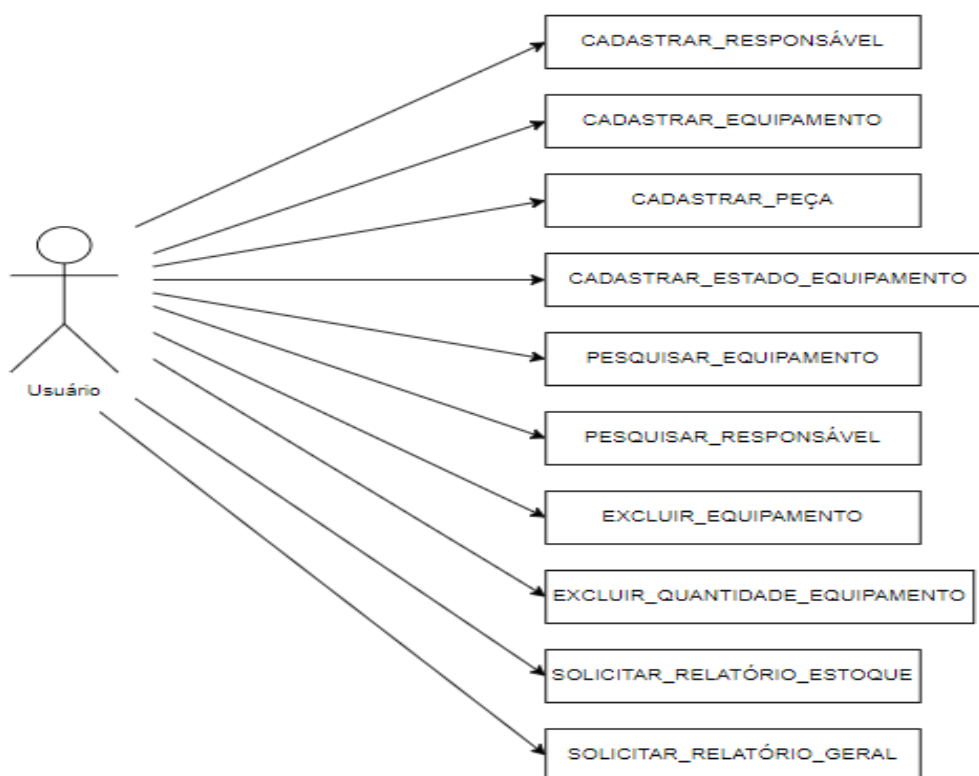 CADASTRAR_RESPONSÁVEL
CADASTRAR_EQUIPAMENTO
CADASTRAR_PEÇA
CADASTRAR_ESTADO_EQUIPAMENTO
PESQUISAR_EQUIPAMENTO
Usuário
PESQUISAR_RESPONSÁVEL
EXCLUIR_EQUIPAMENTO
EXCLUIR_QUANTIDADE_EQUIPAMENTO
SOLICITAR_RELATÓRIO_ESTOQUE
SOLICITAR_RELATÓRIO_GERAL